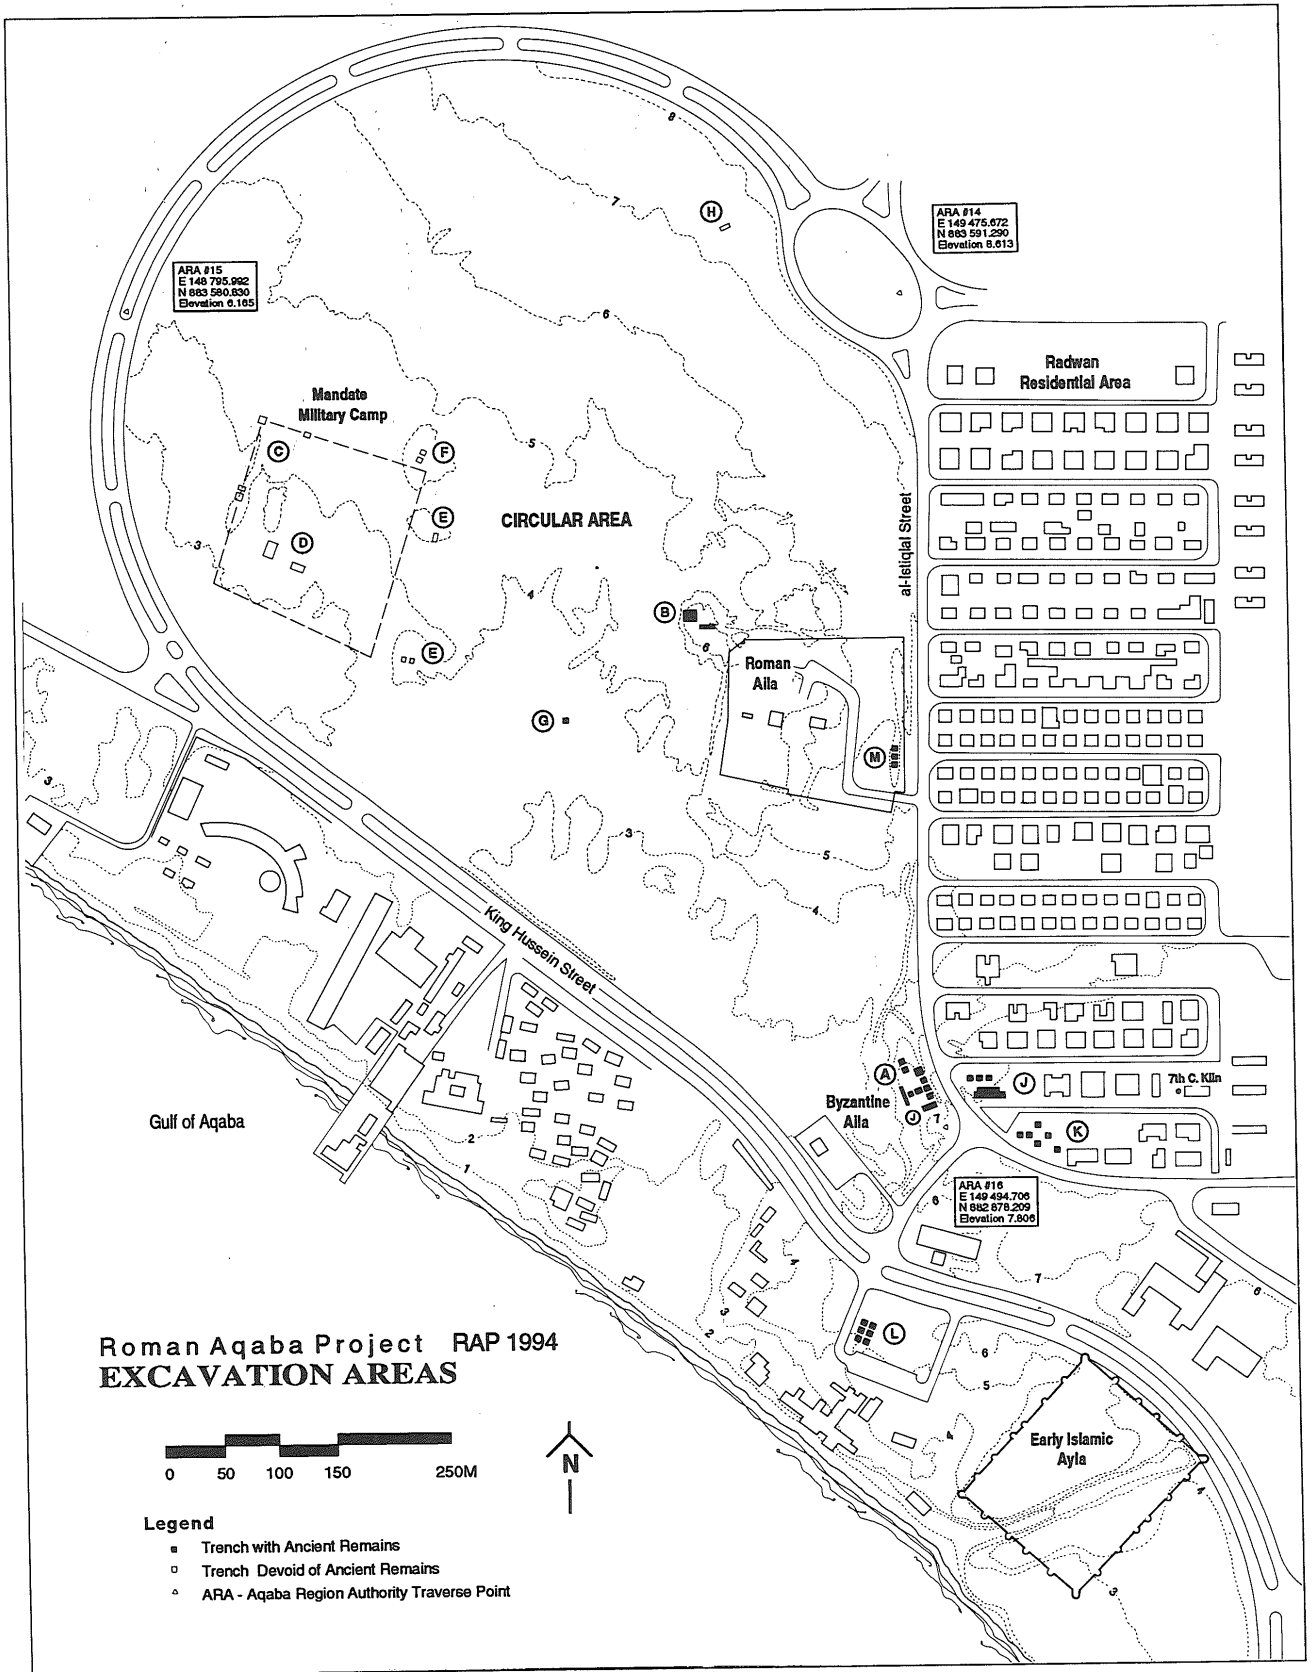 8
7
H
ARA #14
E 149 475.672
N 883 591.290
Elevation 8.613
ARA #15
E 148 795.992
N 883 580.830
Elevation 6.165
6
Radwan
Residential Area
Mandate
Military Camp
5
C
F
E
CIRCULAR AREA
al-Istiqlal Street
D
3
4
B
6
E
Roman
Aila
G
M
3
3
5
4
King Hussein Street
A
J
7th C. Kiln
Byzantine
Aila
J
7
K
Gulf of Aqaba
2
1
ARA #16
E 149 494.706
N 882 878.209
Elevation 7.806
6
7
6
4
3
2
L
6
5
4
Early Islamic
Ayla
4
3
Roman Aqaba Project RAP 1994
EXCAVATION AREAS
0 50 100 150 250M
N
Legend
Trench with Ancient Remains
Trench Devoid of Ancient Remains
ARA - Aqaba Region Authority Traverse Point